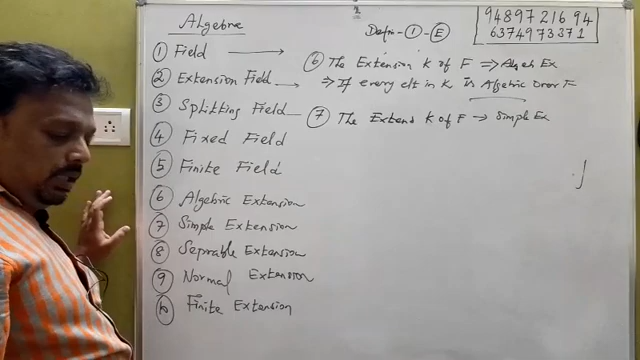 Algebra
Defn - ① - Ⓔ
94897 216 94
6374973371
① Field
② Extension Field
③ Splitting Field
④ Fixed Field
⑤ Finite Field
⑥ Algebric Extension
⑦ Simple Extension
⑧ Seprable Extension
⑨ Normal Extension
⑩ Finite Extension
⑥ The Extension K of F ⇒ Algeb Ex
⇒ If every elt in K is Algebric over F
⑦ The Extend K of F → Simple Ex